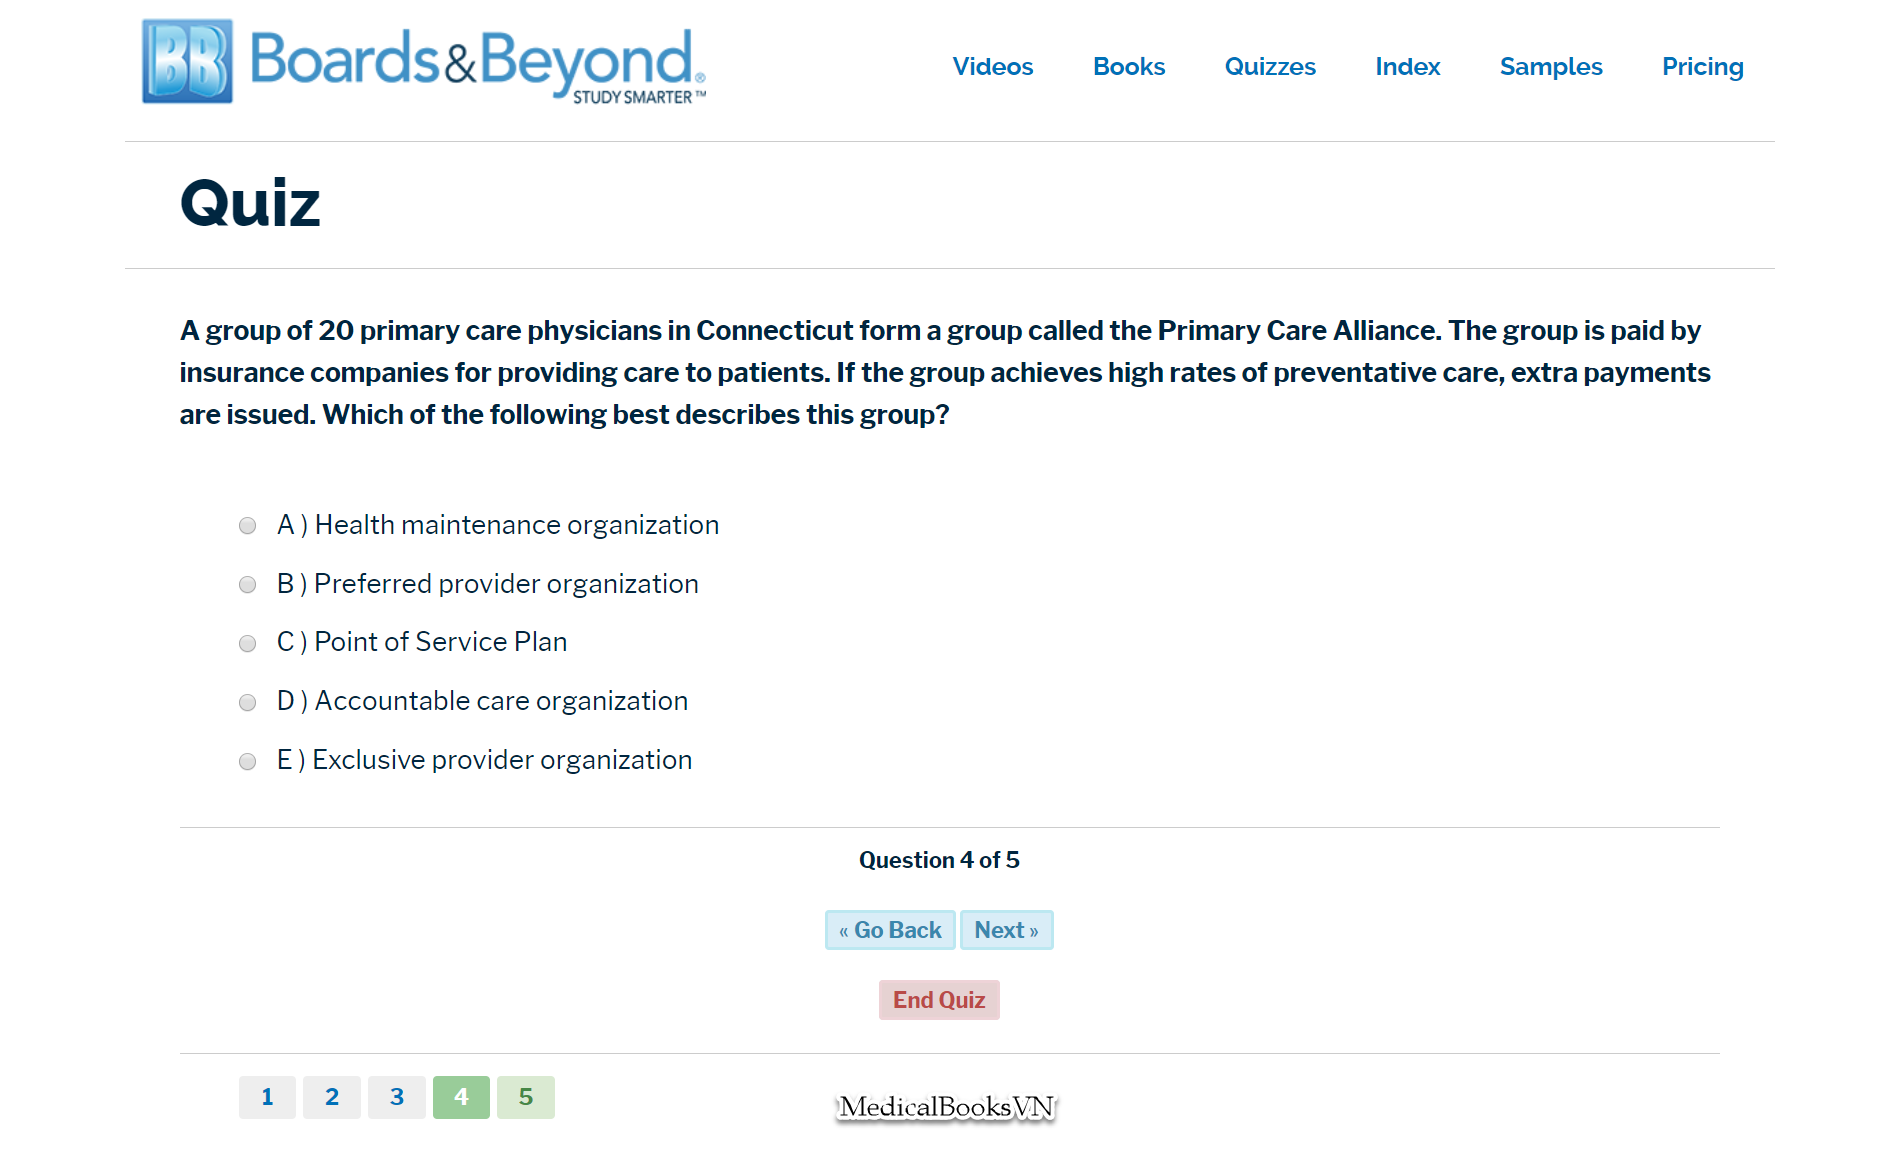 BB Boards&Beyond®
STUDY SMARTER™
Videos Books Quizzes Index Samples Pricing
Quiz
A group of 20 primary care physicians in Connecticut form a group called the Primary Care Alliance. The group is paid by
insurance companies for providing care to patients. If the group achieves high rates of preventative care, extra payments
are issued. Which of the following best describes this group?
A ) Health maintenance organization
B ) Preferred provider organization
C ) Point of Service Plan
D ) Accountable care organization
E ) Exclusive provider organization
Question 4 of 5
« Go Back Next »
End Quiz
1 2 3 4 5
MedicalBooksVN